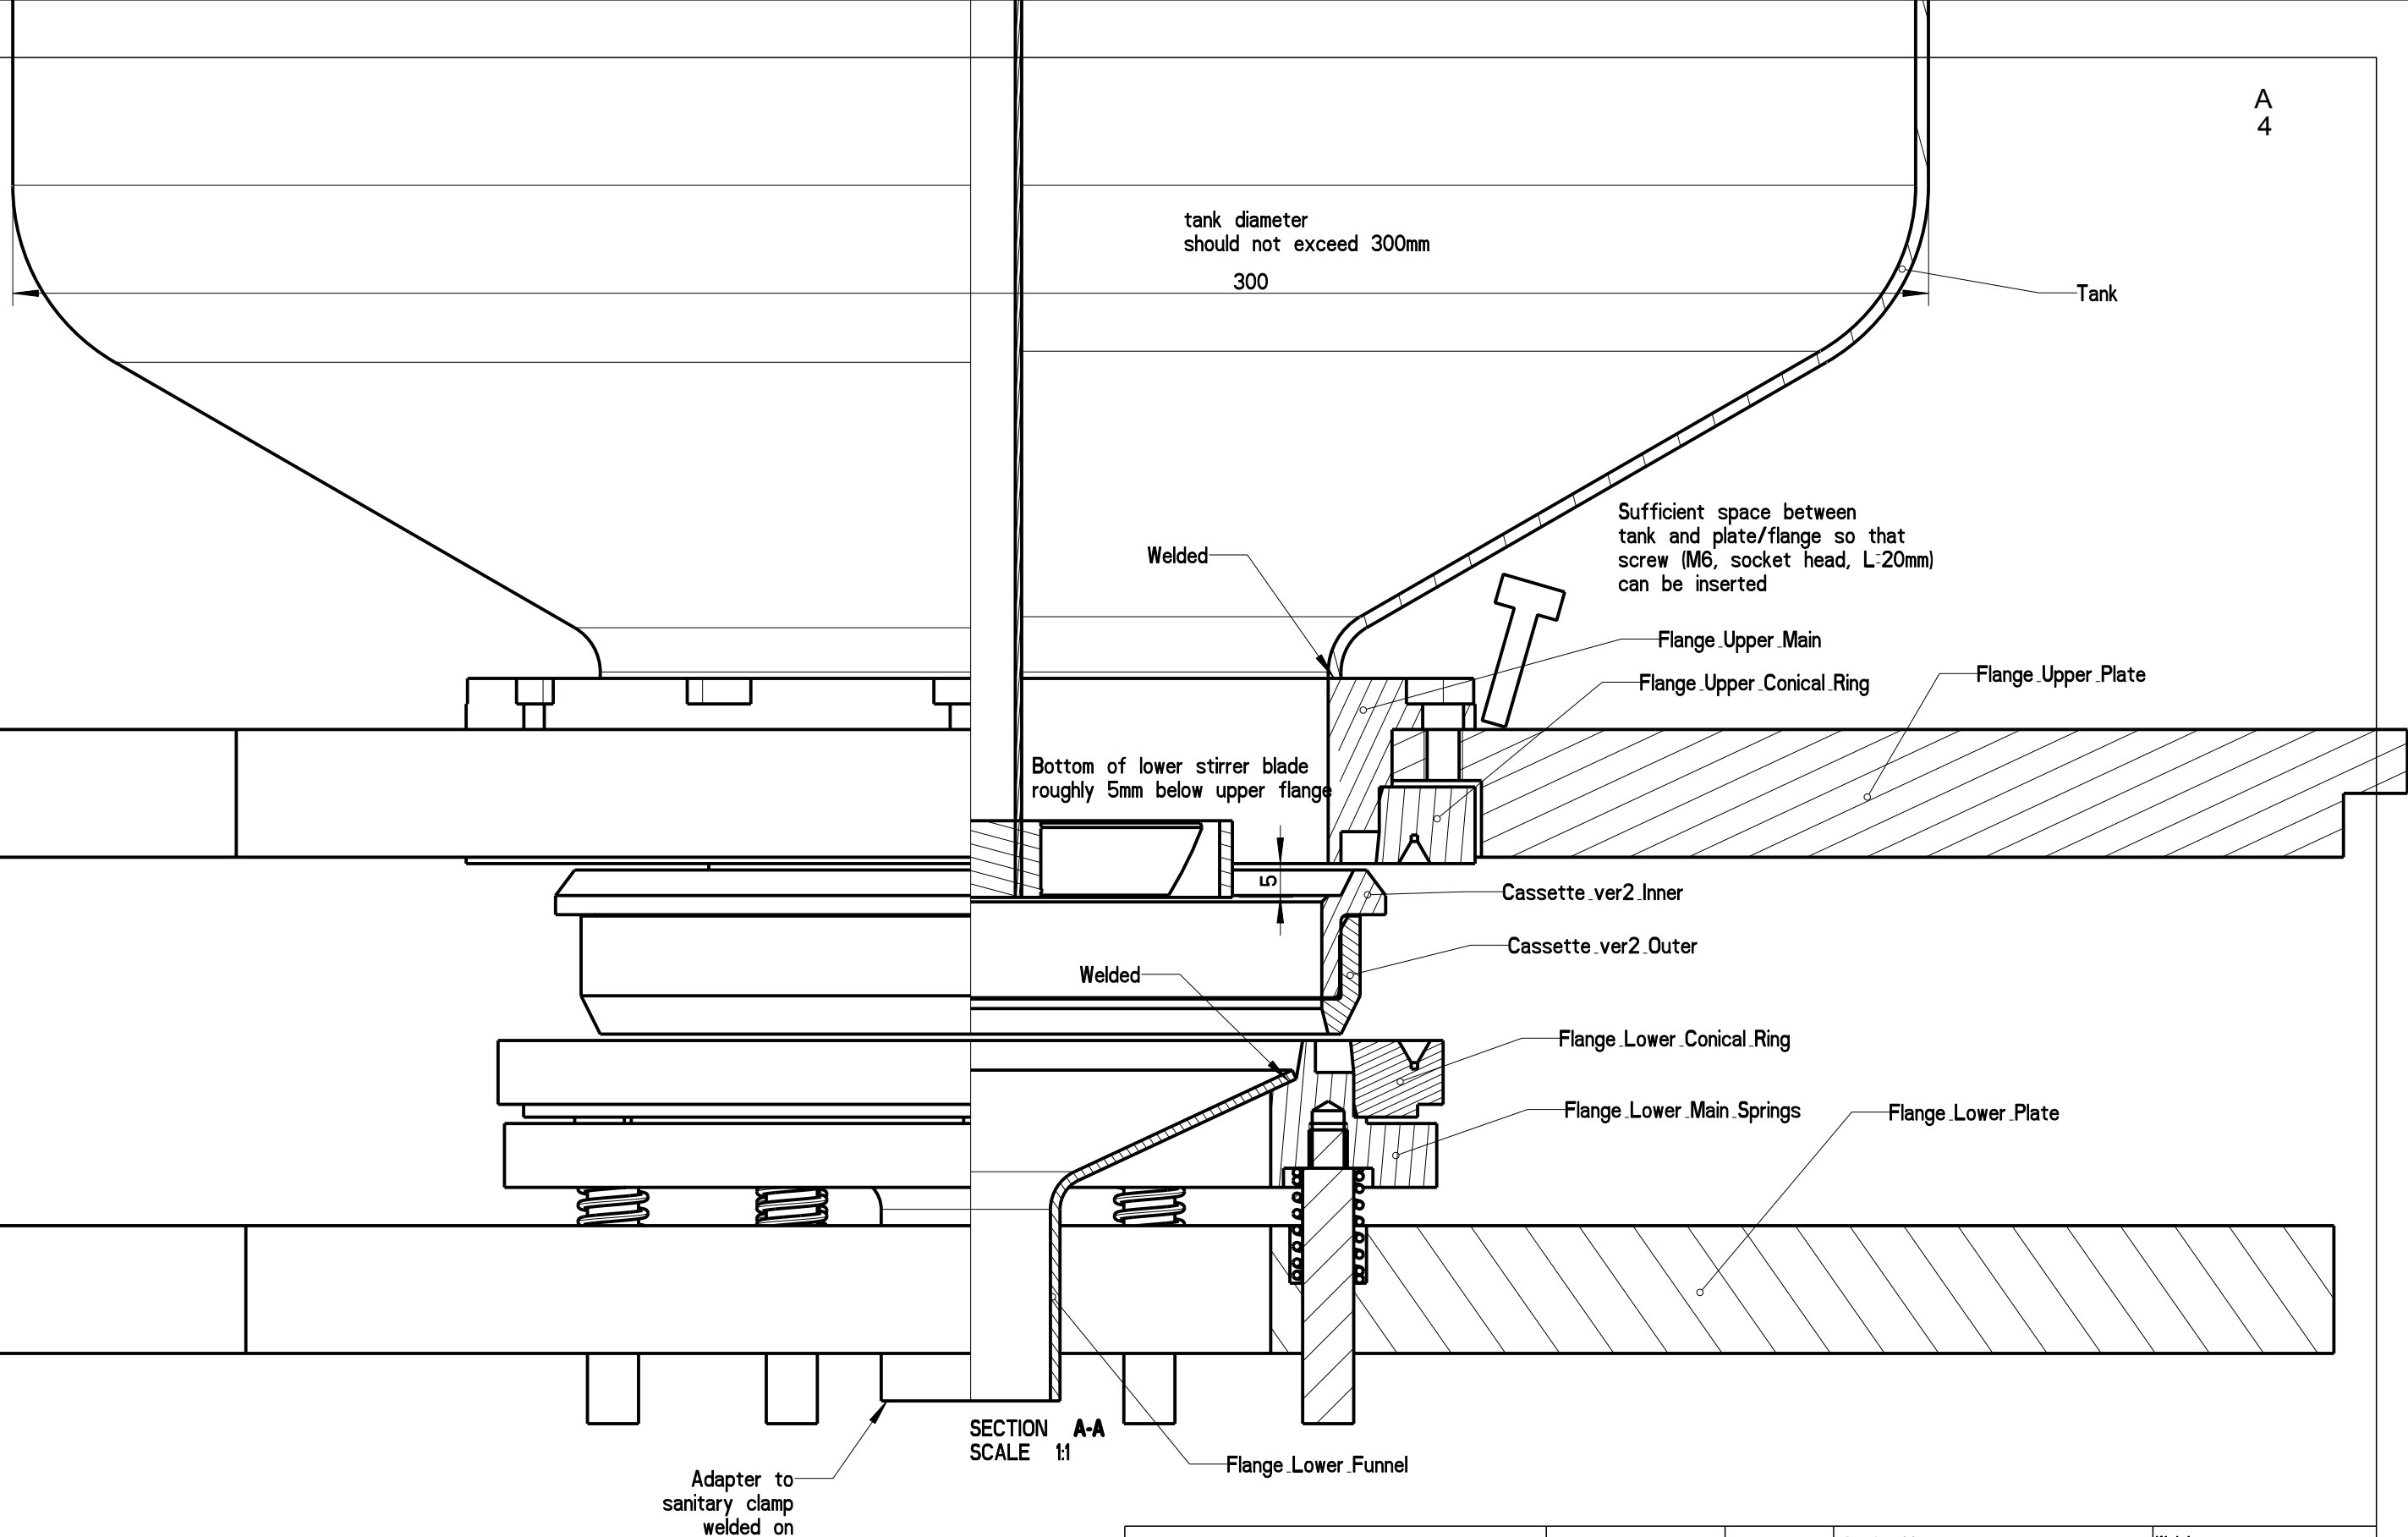 A
4
tank diameter
should not exceed 300mm
300
Tank
Sufficient space between
tank and plate/flange so that
screw (M6, socket head, L-20mm)
can be inserted
Welded
Flange_Upper_Main
Flange_Upper_Conical_Ring
Flange_Upper_Plate
Bottom of lower stirrer blade
roughly 5mm below upper flange
5
Cassette_ver2_Inner
Cassette_ver2_Outer
Welded
Flange_Lower_Conical_Ring
Flange_Lower_Main_Springs
Flange_Lower_Plate
SECTION A-A
SCALE 1:1
Flange_Lower_Funnel
Adapter to
sanitary clamp
welded on